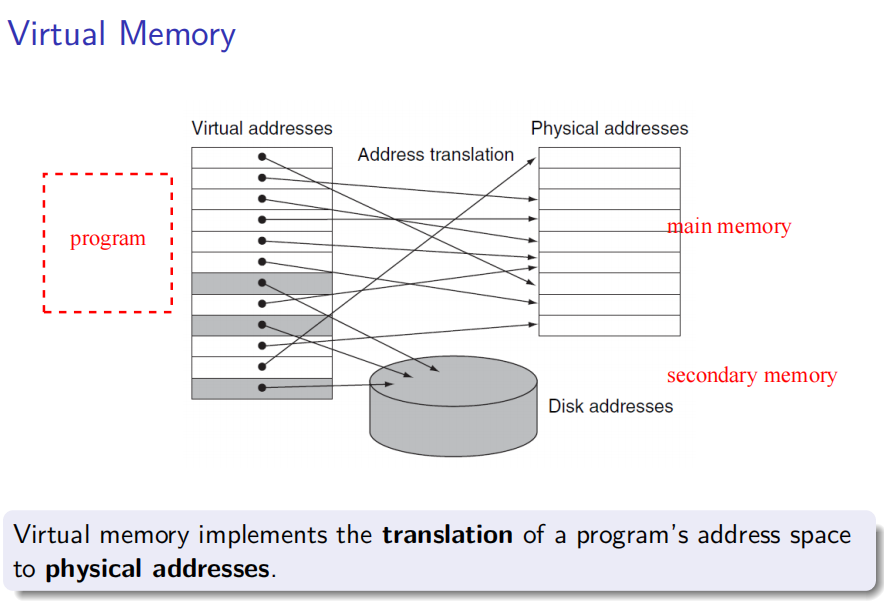 Virtual Memory
Virtual addresses
Physical addresses
Address translation
program
main memory
secondary memory
Disk addresses
Virtual memory implements the translation of a program's address space
to physical addresses.